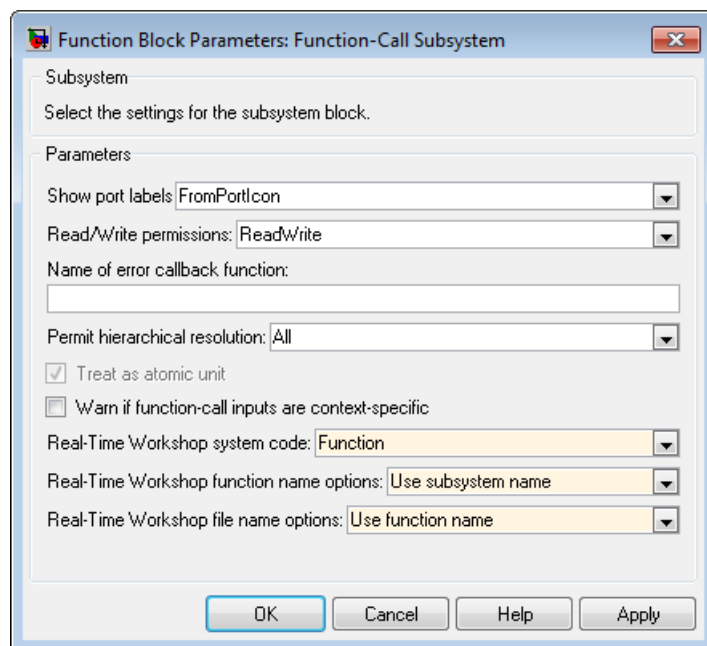 Function Block Parameters: Function-Call Subsystem
Subsystem
Select the settings for the subsystem block.
Parameters
Show port labels FromPortIcon
Read/Write permissions: ReadWrite
Name of error callback function:
Permit hierarchical resolution: All
Treat as atomic unit
Warn if function-call inputs are context-specific
Real-Time Workshop system code: Function
Real-Time Workshop function name options: Use subsystem name
Real-Time Workshop file name options: Use function name
OK Cancel Help Apply